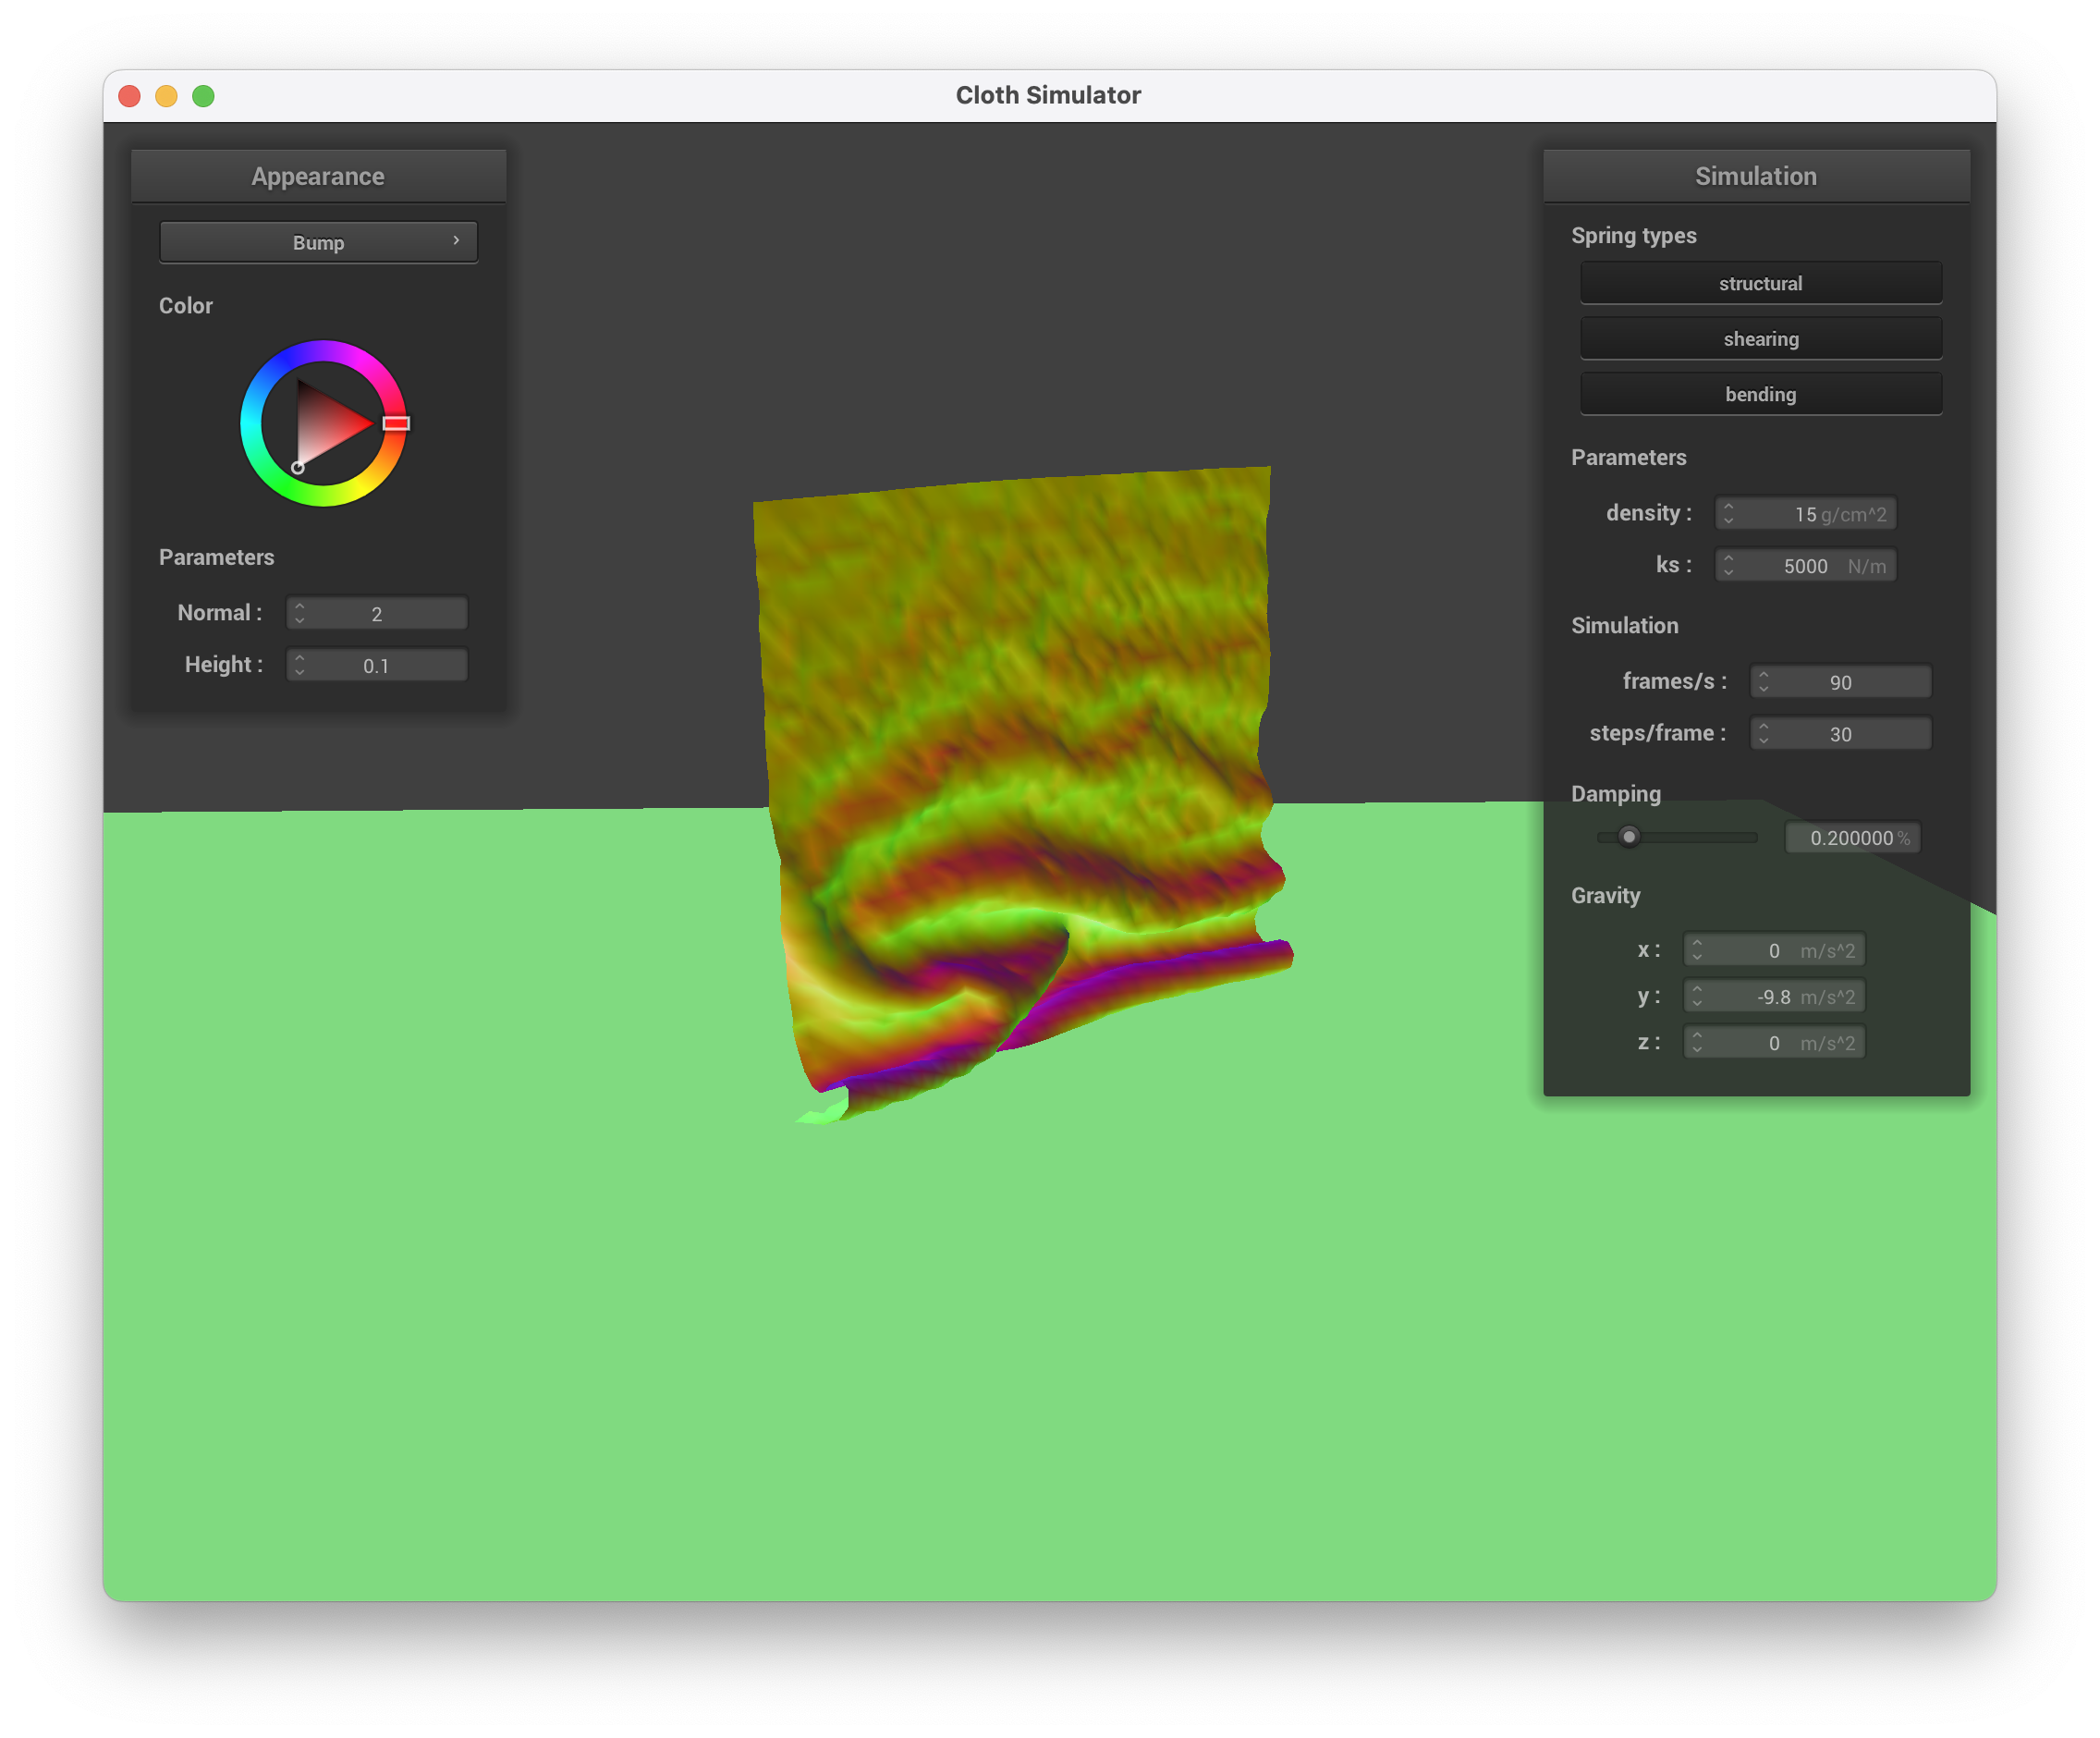 Cloth Simulator
Appearance
Bump
Color
Parameters
Normal : 2
Height : 0.1
Simulation
Spring types
structural
shearing
bending
Parameters
density : 15 g/cm^2
ks : 5000 N/m
Simulation
frames/s : 90
steps/frame : 30
Damping
0.200000 %
Gravity
x : 0 m/s^2
y : -9.8 m/s^2
z : 0 m/s^2